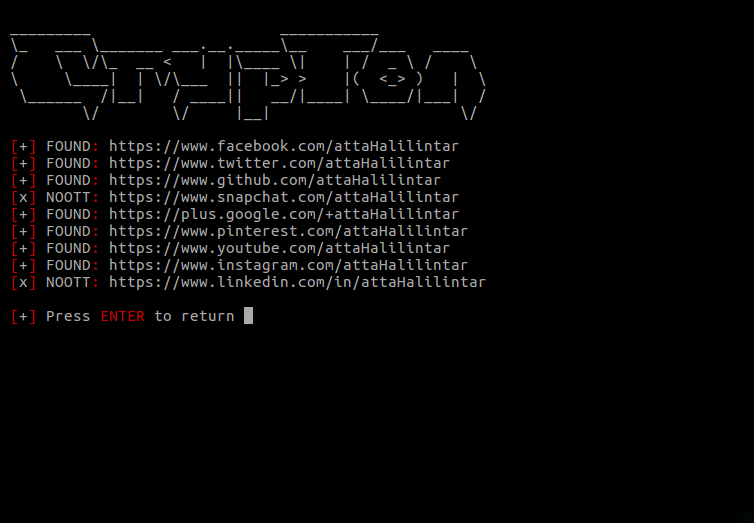 [+] FOUND: https://www.facebook.com/attaHalilintar
[+] FOUND: https://www.twitter.com/attaHalilintar
[+] FOUND: https://www.github.com/attaHalilintar
[x] NOOTT: https://www.snapchat.com/attaHalilintar
[+] FOUND: https://plus.google.com/+attaHalilintar
[+] FOUND: https://www.pinterest.com/attaHalilintar
[+] FOUND: https://www.youtube.com/attaHalilintar
[+] FOUND: https://www.instagram.com/attaHalilintar
[x] NOOTT: https://www.linkedin.com/in/attaHalilintar
[+] Press ENTER to return